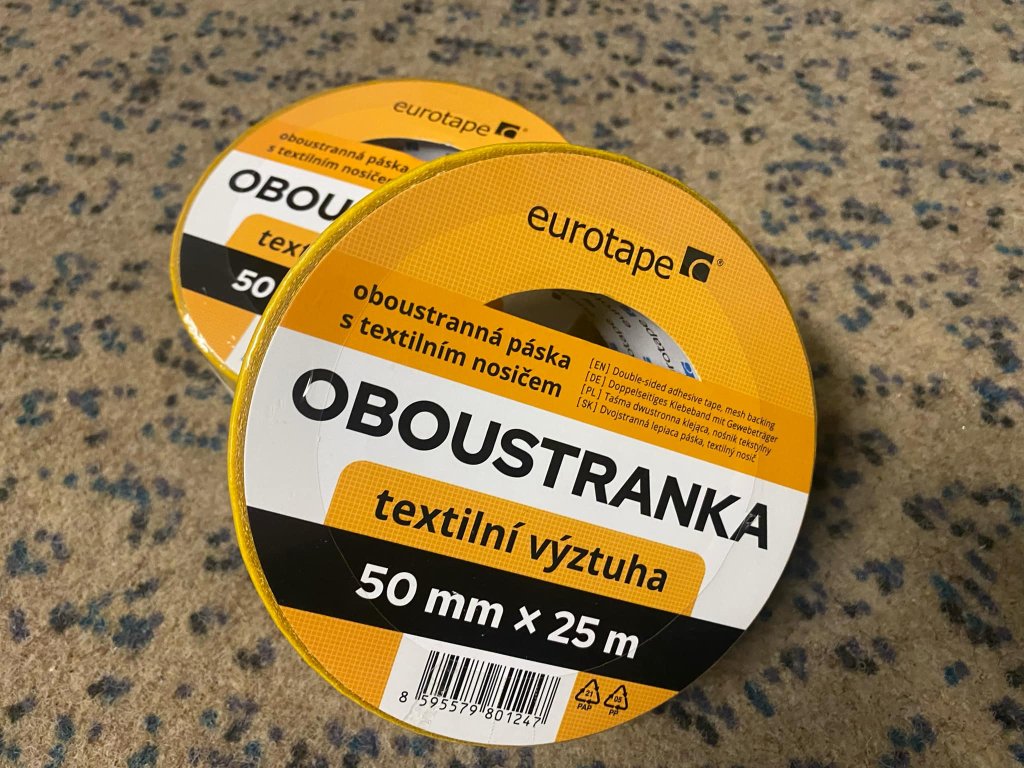 eurotape
oboustranná páska
s textilním nosičem
50
eurotape
oboustranná páska
s textilním nosičem
[EN] Double-sided adhesive tape, mesh backing
[DE] Doppelseitiges Klebeband mit Gewebeträger
[PL] Taśma dwustronna klejąca, nośnik tekstylny
[SK] Dvojstranná lepiaca páska, textilný nosič
OBOUSTRANKA
textilní výztuha
50 mm x 25 m
8 595579 801247
21
PAP
05
PP